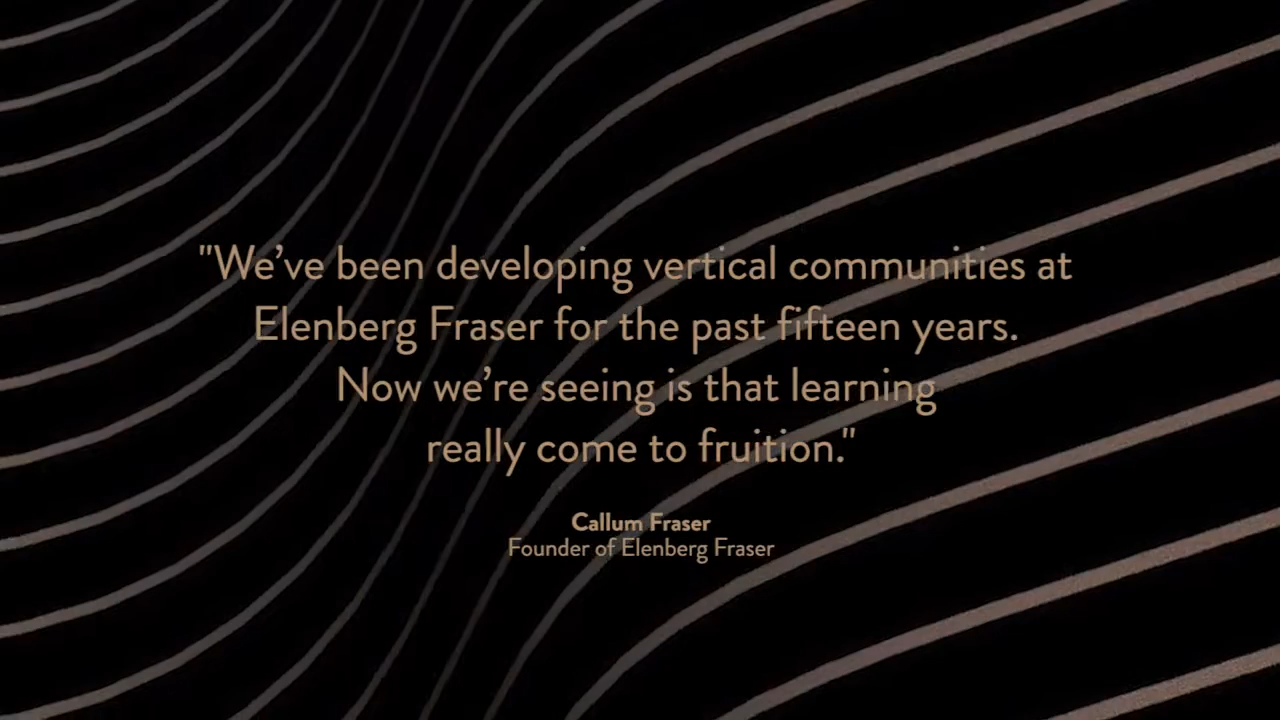 "We’ve been developing vertical communities at
Elenberg Fraser for the past fifteen years.
Now we’re seeing is that learning
really come to fruition."
Callum Fraser
Founder of Elenberg Fraser